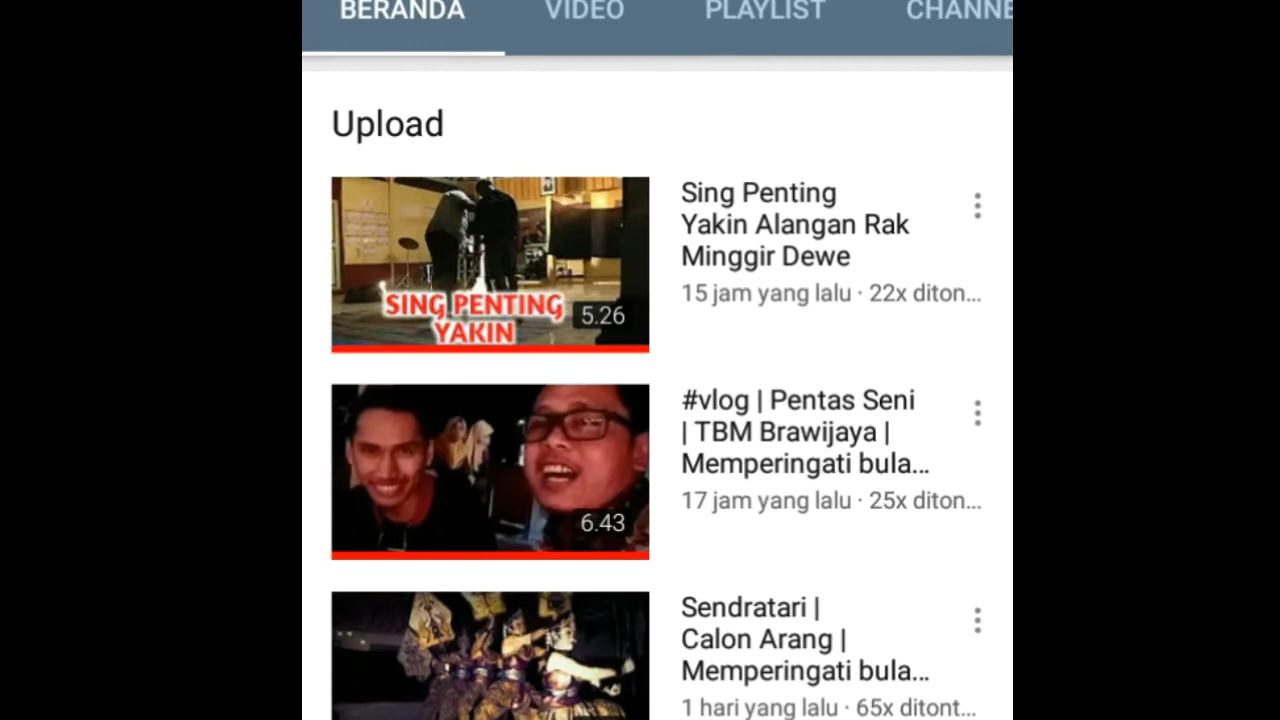 BERANDA VIDEO PLAYLIST CHANNE
Upload
SING PENTING
YAKIN
5.26
Sing Penting
Yakin Alangan Rak
Minggir Dewe
15 jam yang lalu · 22x diton...
6.43
#vlog | Pentas Seni
| TBM Brawijaya |
Memperingati bula...
17 jam yang lalu · 25x diton...
Sendratari |
Calon Arang |
Memperingati bula...
1 hari yang lalu · 65x ditont...